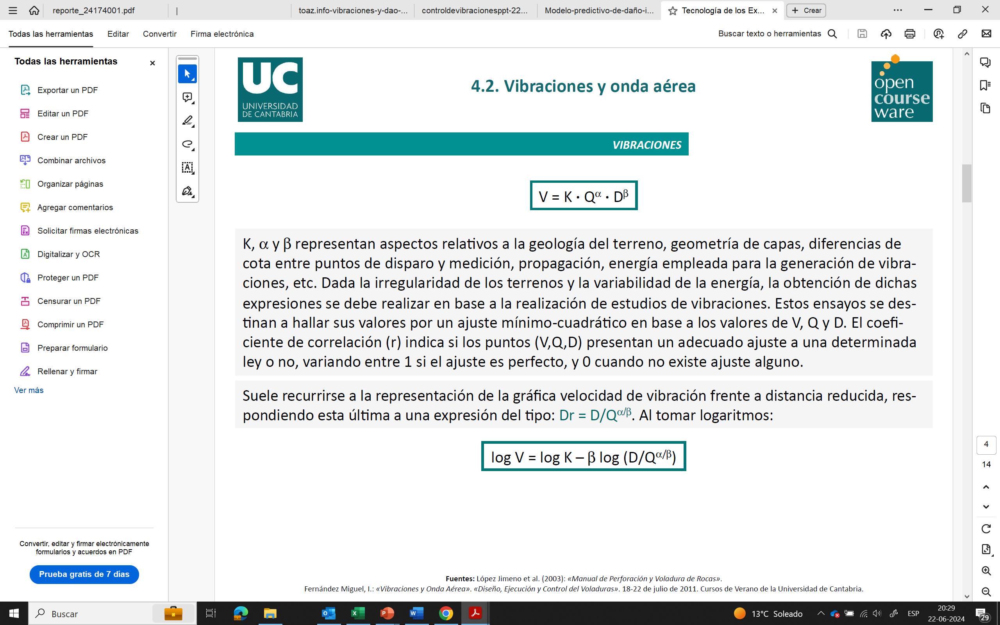 reporte_24174001.pdf
toaz.info-vibraciones-y-dao-...
controldevibracionesppt-22...
Modelo-predictivo-de-daño-i...
Tecnología de los Ex...
Crear
Todas las herramientas
Editar
Convertir
Firma electrónica
Buscar texto o herramientas
Todas las herramientas
Exportar un PDF
Editar un PDF
Crear un PDF
Combinar archivos
Organizar páginas
Agregar comentarios
Solicitar firmas electrónicas
Digitalizar y OCR
Proteger un PDF
Censurar un PDF
Comprimir un PDF
Preparar formulario
Rellenar y firmar
Ver más
Convertir, editar y firmar electrónicamente
formularios y acuerdos en PDF
Prueba gratis de 7 días
UC
UNIVERSIDAD
DE CANTABRIA
4.2. Vibraciones y onda aérea
open
course
ware
VIBRACIONES
V = K · Q^α · D^β
K, α y β representan aspectos relativos a la geología del terreno, geometría de capas, diferencias de
cota entre puntos de disparo y medición, propagación, energía empleada para la generación de vibra-
ciones, etc. Dada la irregularidad de los terrenos y la variabilidad de la energía, la obtención de dichas
expresiones se debe realizar en base a la realización de estudios de vibraciones. Estos ensayos se des-
tinan a hallar sus valores por un ajuste mínimo-cuadrático en base a los valores de V, Q y D. El coefi-
ciente de correlación (r) indica si los puntos (V,Q,D) presentan un adecuado ajuste a una determinada
ley o no, variando entre 1 si el ajuste es perfecto, y 0 cuando no existe ajuste alguno.
Suele recurrirse a la representación de la gráfica velocidad de vibración frente a distancia reducida, res-
pondiendo esta última a una expresión del tipo: Dr = D/Q^α/β. Al tomar logaritmos:
log V = log K – β log (D/Q^α/β)
Fuentes: López Jimeno et al. (2003): «Manual de Perforación y Voladura de Rocas».
Fernández Miguel, I.: «Vibraciones y Onda Aérea». «Diseño, Ejecución y Control del Voladuras». 18-22 de julio de 2011. Cursos de Verano de la Universidad de Cantabria.
4
14
Buscar
13°C Soleado
ESP
20:29
22-06-2024
29